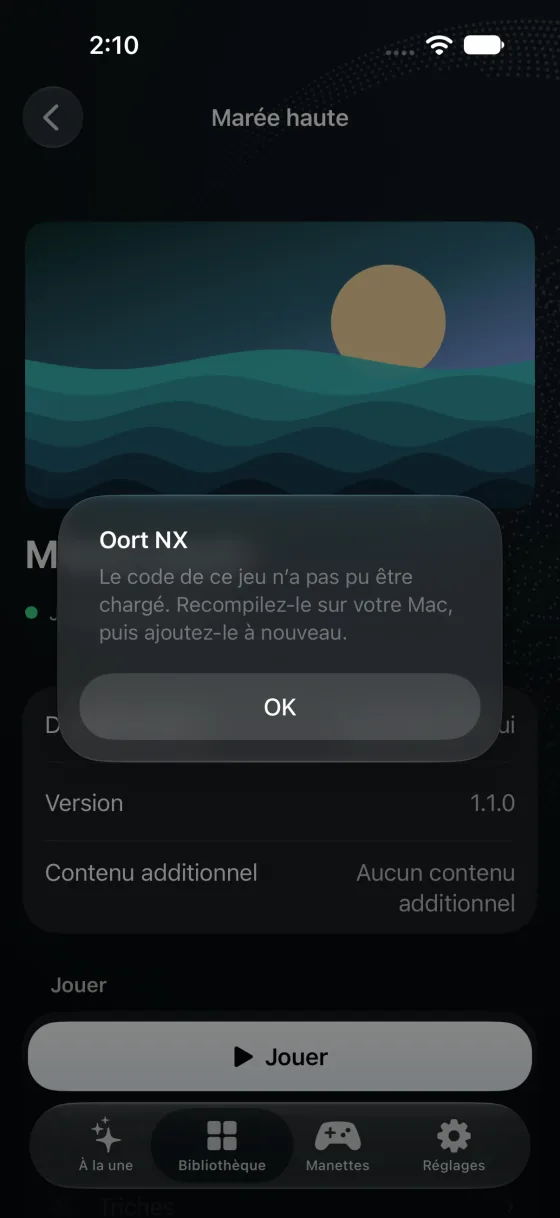 2:10
Marée haute
Oort NX
Le code de ce jeu n’a pas pu être
chargé. Recompilez-le sur votre Mac,
puis ajoutez-le à nouveau.
OK
Version
1.1.0
Contenu additionnel
Aucun contenu
additionnel
Jouer
Jouer
À la une
Bibliothèque
Manettes
Réglages
Triches